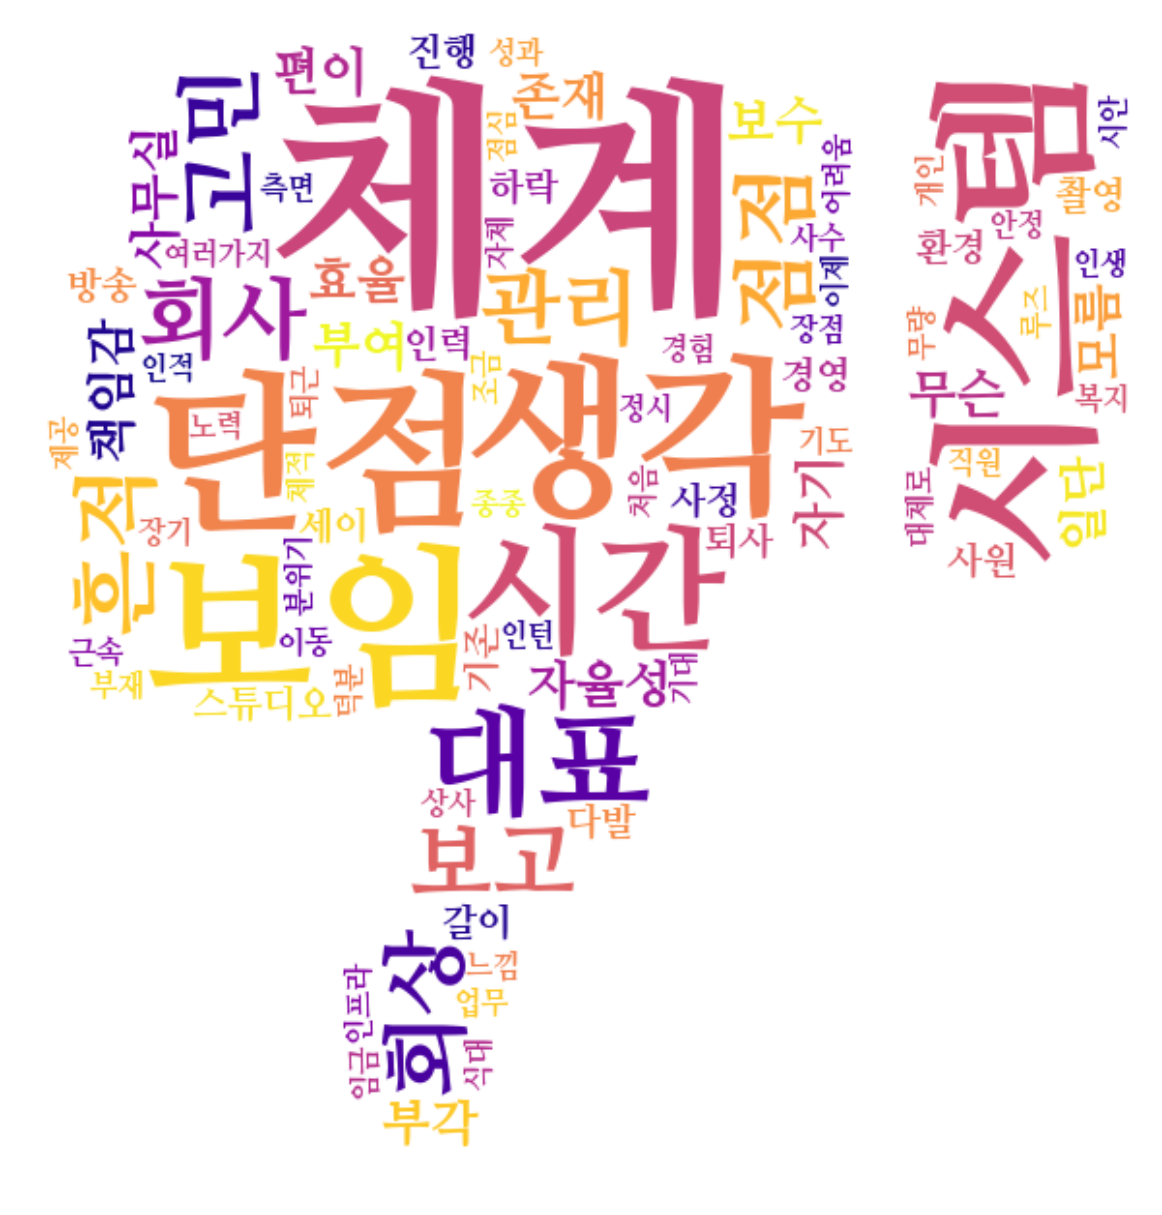 진행
성과
편이
고민
체계
존재
점심
보수
시스템
시안
사무실
측면
하락
점점
어려움
개인
촬영
여러가지
자체
사수
안정
환경
방송
회사
효율
관리
이제
인생
부여
인력
장점
루즈
모름
책임감
인적
조금
경험
경영
무량
무슨
복지
단점
생각
퇴근
노력
정시
기도
제공
체적
종종
처음
사정
자기
직원
일단
대체로
흔적
장기
세이
시간
퇴사
사원
보임
분위기
이동
인턴
기존
근속
부재
스튜디오
덕분
자율성
기대
대표
상사
다발
보고
갈이
회상
느낌
인프라
업무
임금
식대
부각